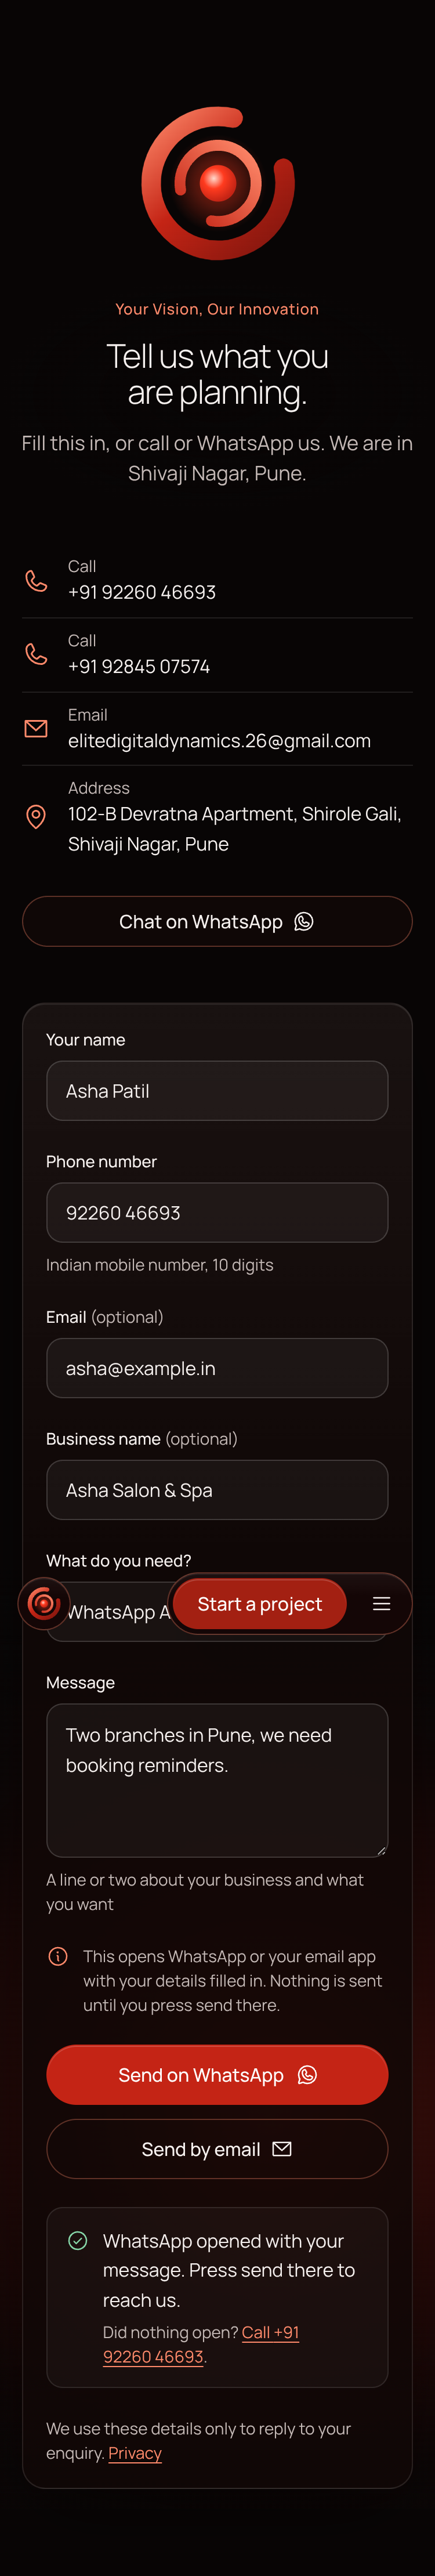 Your Vision, Our Innovation
Tell us what you
are planning.
Fill this in, or call or WhatsApp us. We are in
Shivaji Nagar, Pune.
Call
+91 92260 46693
Call
+91 92845 07574
Email
elitedigitaldynamics.26@gmail.com
Address
102-B Devratna Apartment, Shirole Gali,
Shivaji Nagar, Pune
Chat on WhatsApp
Your name
Asha Patil
Phone number
92260 46693
Indian mobile number, 10 digits
Email (optional)
asha@example.in
Business name (optional)
Asha Salon & Spa
What do you need?
WhatsApp A
Start a project
Message
Two branches in Pune, we need
booking reminders.
A line or two about your business and what
you want
This opens WhatsApp or your email app
with your details filled in. Nothing is sent
until you press send there.
Send on WhatsApp
Send by email
WhatsApp opened with your
message. Press send there to
reach us.
Did nothing open? Call +91
92260 46693.
We use these details only to reply to your
enquiry. Privacy